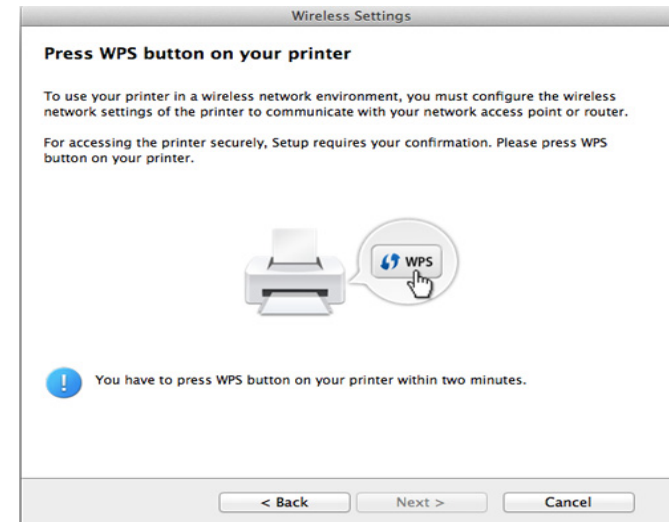 Wireless Settings
Press WPS button on your printer
To use your printer in a wireless network environment, you must configure the wireless
network settings of the printer to communicate with your network access point or router.
For accessing the printer securely, Setup requires your confirmation. Please press WPS
button on your printer.
WPS
You have to press WPS button on your printer within two minutes.
< Back
Next >
Cancel